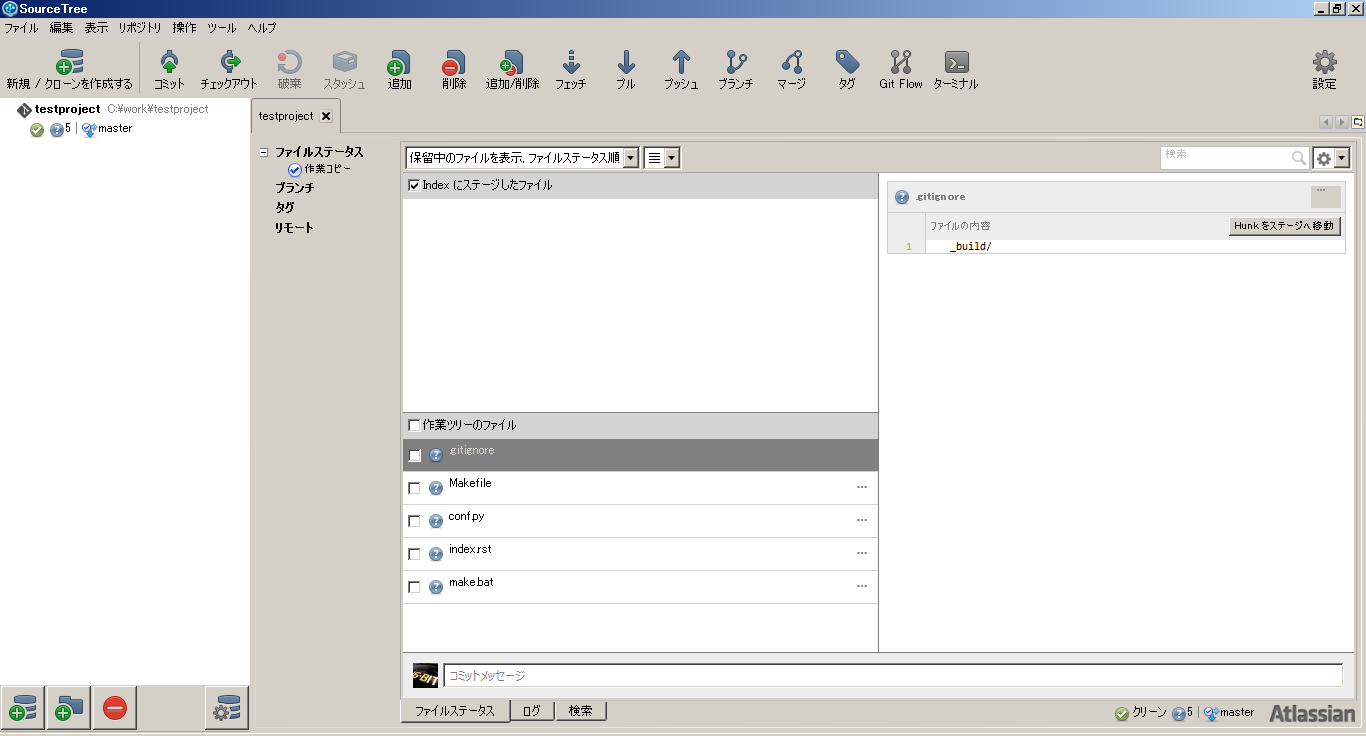 SourceTree
ファイル 編集 表示 リポジトリ 操作 ツール ヘルプ
新規 / クローンを作成する コミット チェックアウト 破棄 スタッシュ 追加 削除 追加/削除 フェッチ プル プッシュ ブランチ マージ タグ Git Flow ターミナル 設定
testproject C:¥work¥testproject
5 master
testproject
ファイルステータス
作業コピー
ブランチ
タグ
リモート
保留中のファイルを表示, ファイルステータス順
検索
Index にステージしたファイル
作業ツリーのファイル
.gitignore
Makefile
conf.py
index.rst
make.bat
.gitignore
ファイルの内容 Hunk をステージへ移動
1 _build/
コミットメッセージ
ファイルステータス ログ 検索
クリーン 5 master Atlassian